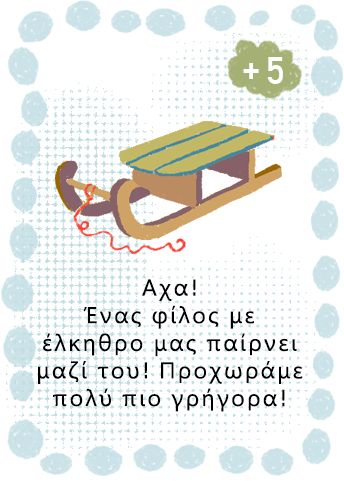 +5
Αχα!
Ένας φίλος με
έλκηθρο μας παίρνει
μαζί του! Προχωράμε
πολύ πιο γρήγορα!